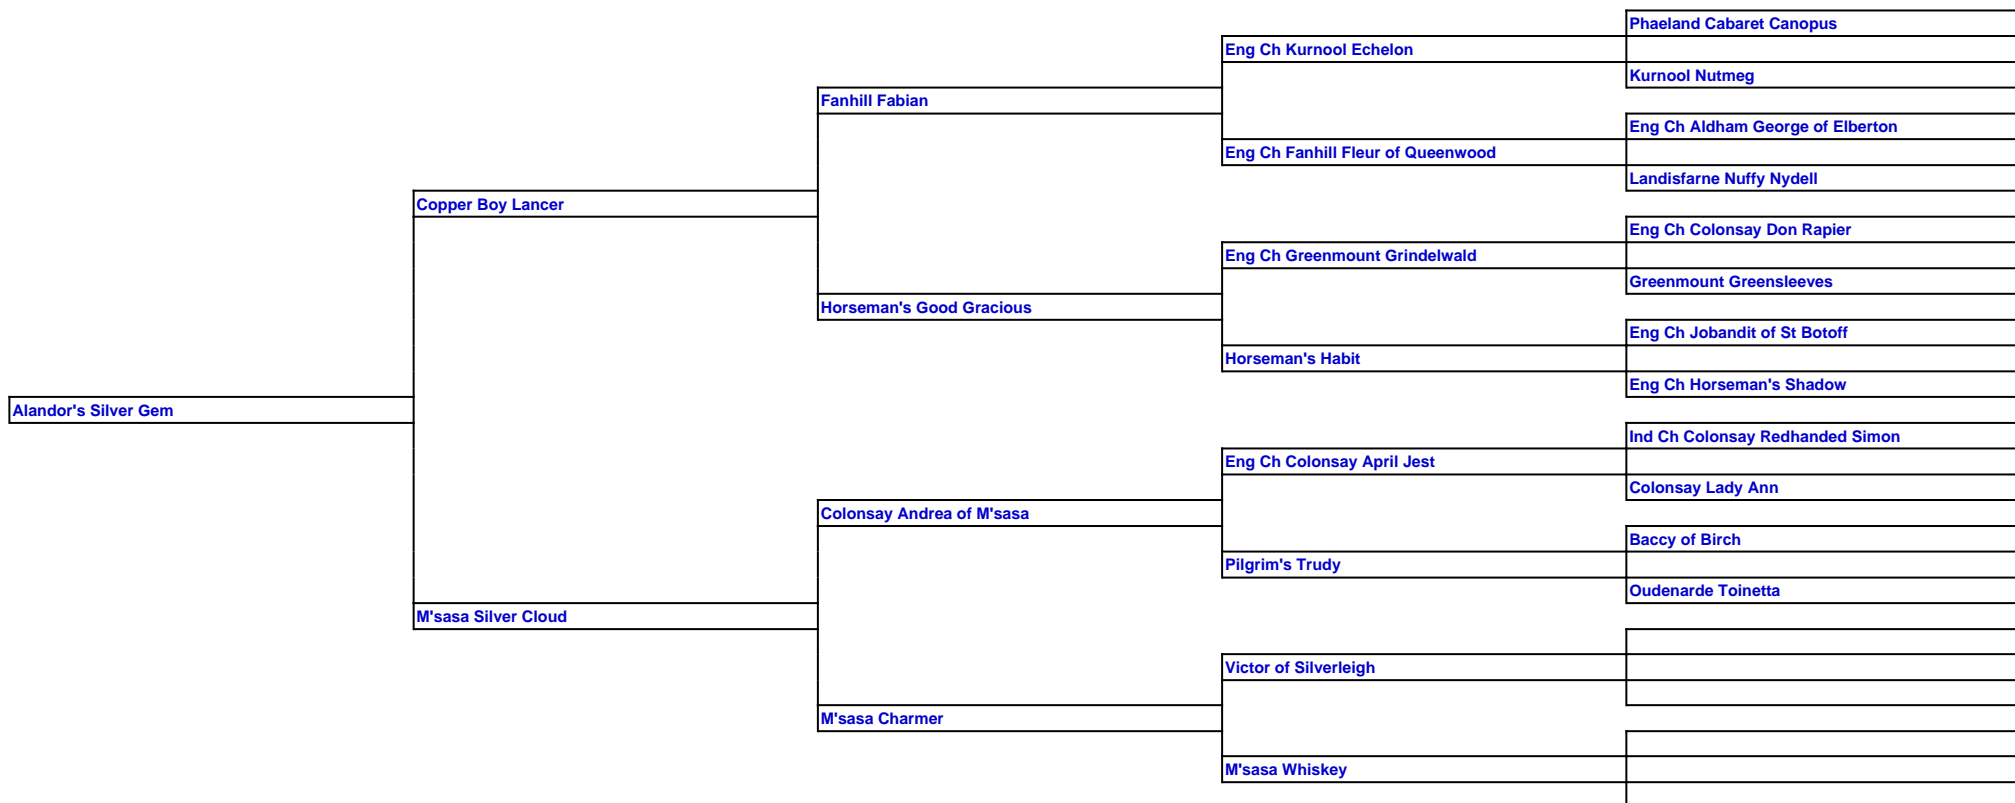 Phaeland Cabaret Canopus
Eng Ch Kurnool Echelon
Kurnool Nutmeg
Fanhill Fabian
Eng Ch Aldham George of Elberton
Eng Ch Fanhill Fleur of Queenwood
Landisfarne Nuffy Nydell
Copper Boy Lancer
Eng Ch Colonsay Don Rapier
Eng Ch Greenmount Grindelwald
Greenmount Greensleeves
Horseman's Good Gracious
Eng Ch Jobandit of St Botoff
Horseman's Habit
Eng Ch Horseman's Shadow
Alandor's Silver Gem
Ind Ch Colonsay Redhanded Simon
Eng Ch Colonsay April Jest
Colonsay Lady Ann
Colonsay Andrea of M'sasa
Baccy of Birch
Pilgrim's Trudy
Oudenarde Toinetta
M'sasa Silver Cloud
Victor of Silverleigh
M'sasa Charmer
M'sasa Whiskey